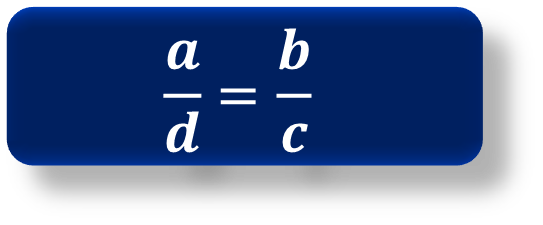 a/d = b/c